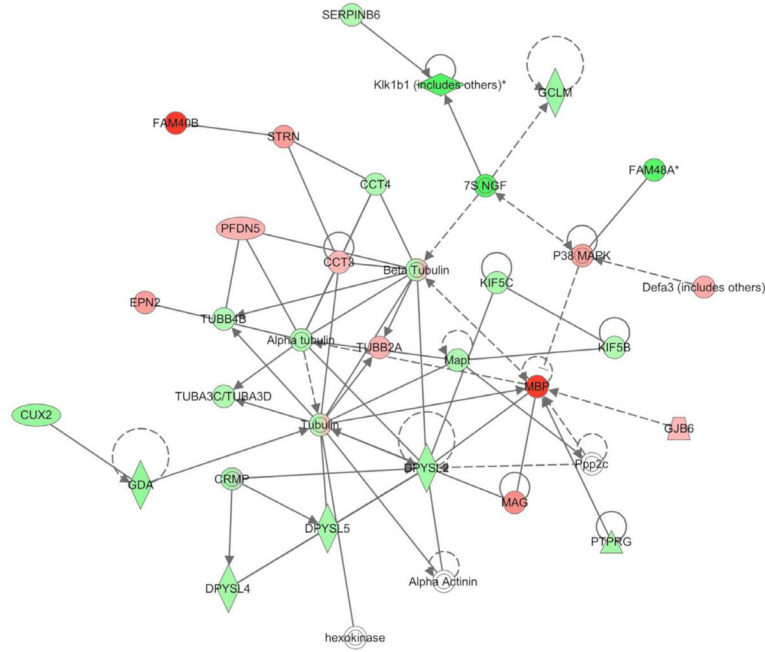 SERPINB6
Klk1b1 (includes others)*
GCLM
FAM40B
STRN
FAM48A*
CCT4
7S NGF
PFDN5
P38 MAPK
CCT3
Beta Tubulin
KIF5C
Defa3 (includes others)
EPN2
TUBB4B
Alpha tubulin
TUBB2A
KIF5B
Mapt
MBP
TUBA3C/TUBA3D
CUX2
Tubulin
GJB6
DPYSL2
Ppp2c
GDA
CRMP
MAG
DPYSL5
PTPRG
DPYSL4
Alpha Actinin
hexokinase